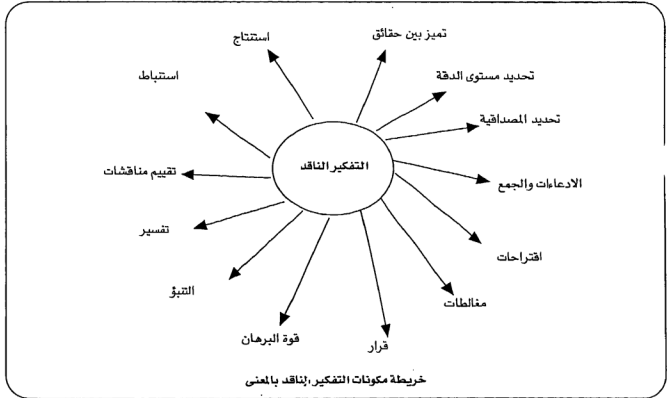 استنتاج
تميز بين حقائق
استنباط
تحديد مستوى الدقة
تحديد المصداقية
التفكير الناقد
تقييم مناقشات
الادعاءات والجمع
تفسير
اقتراحات
التنبؤ
مغالطات
قوة البرهان
قرار
خريطة مكونات التفكير الناقد بالمعنى